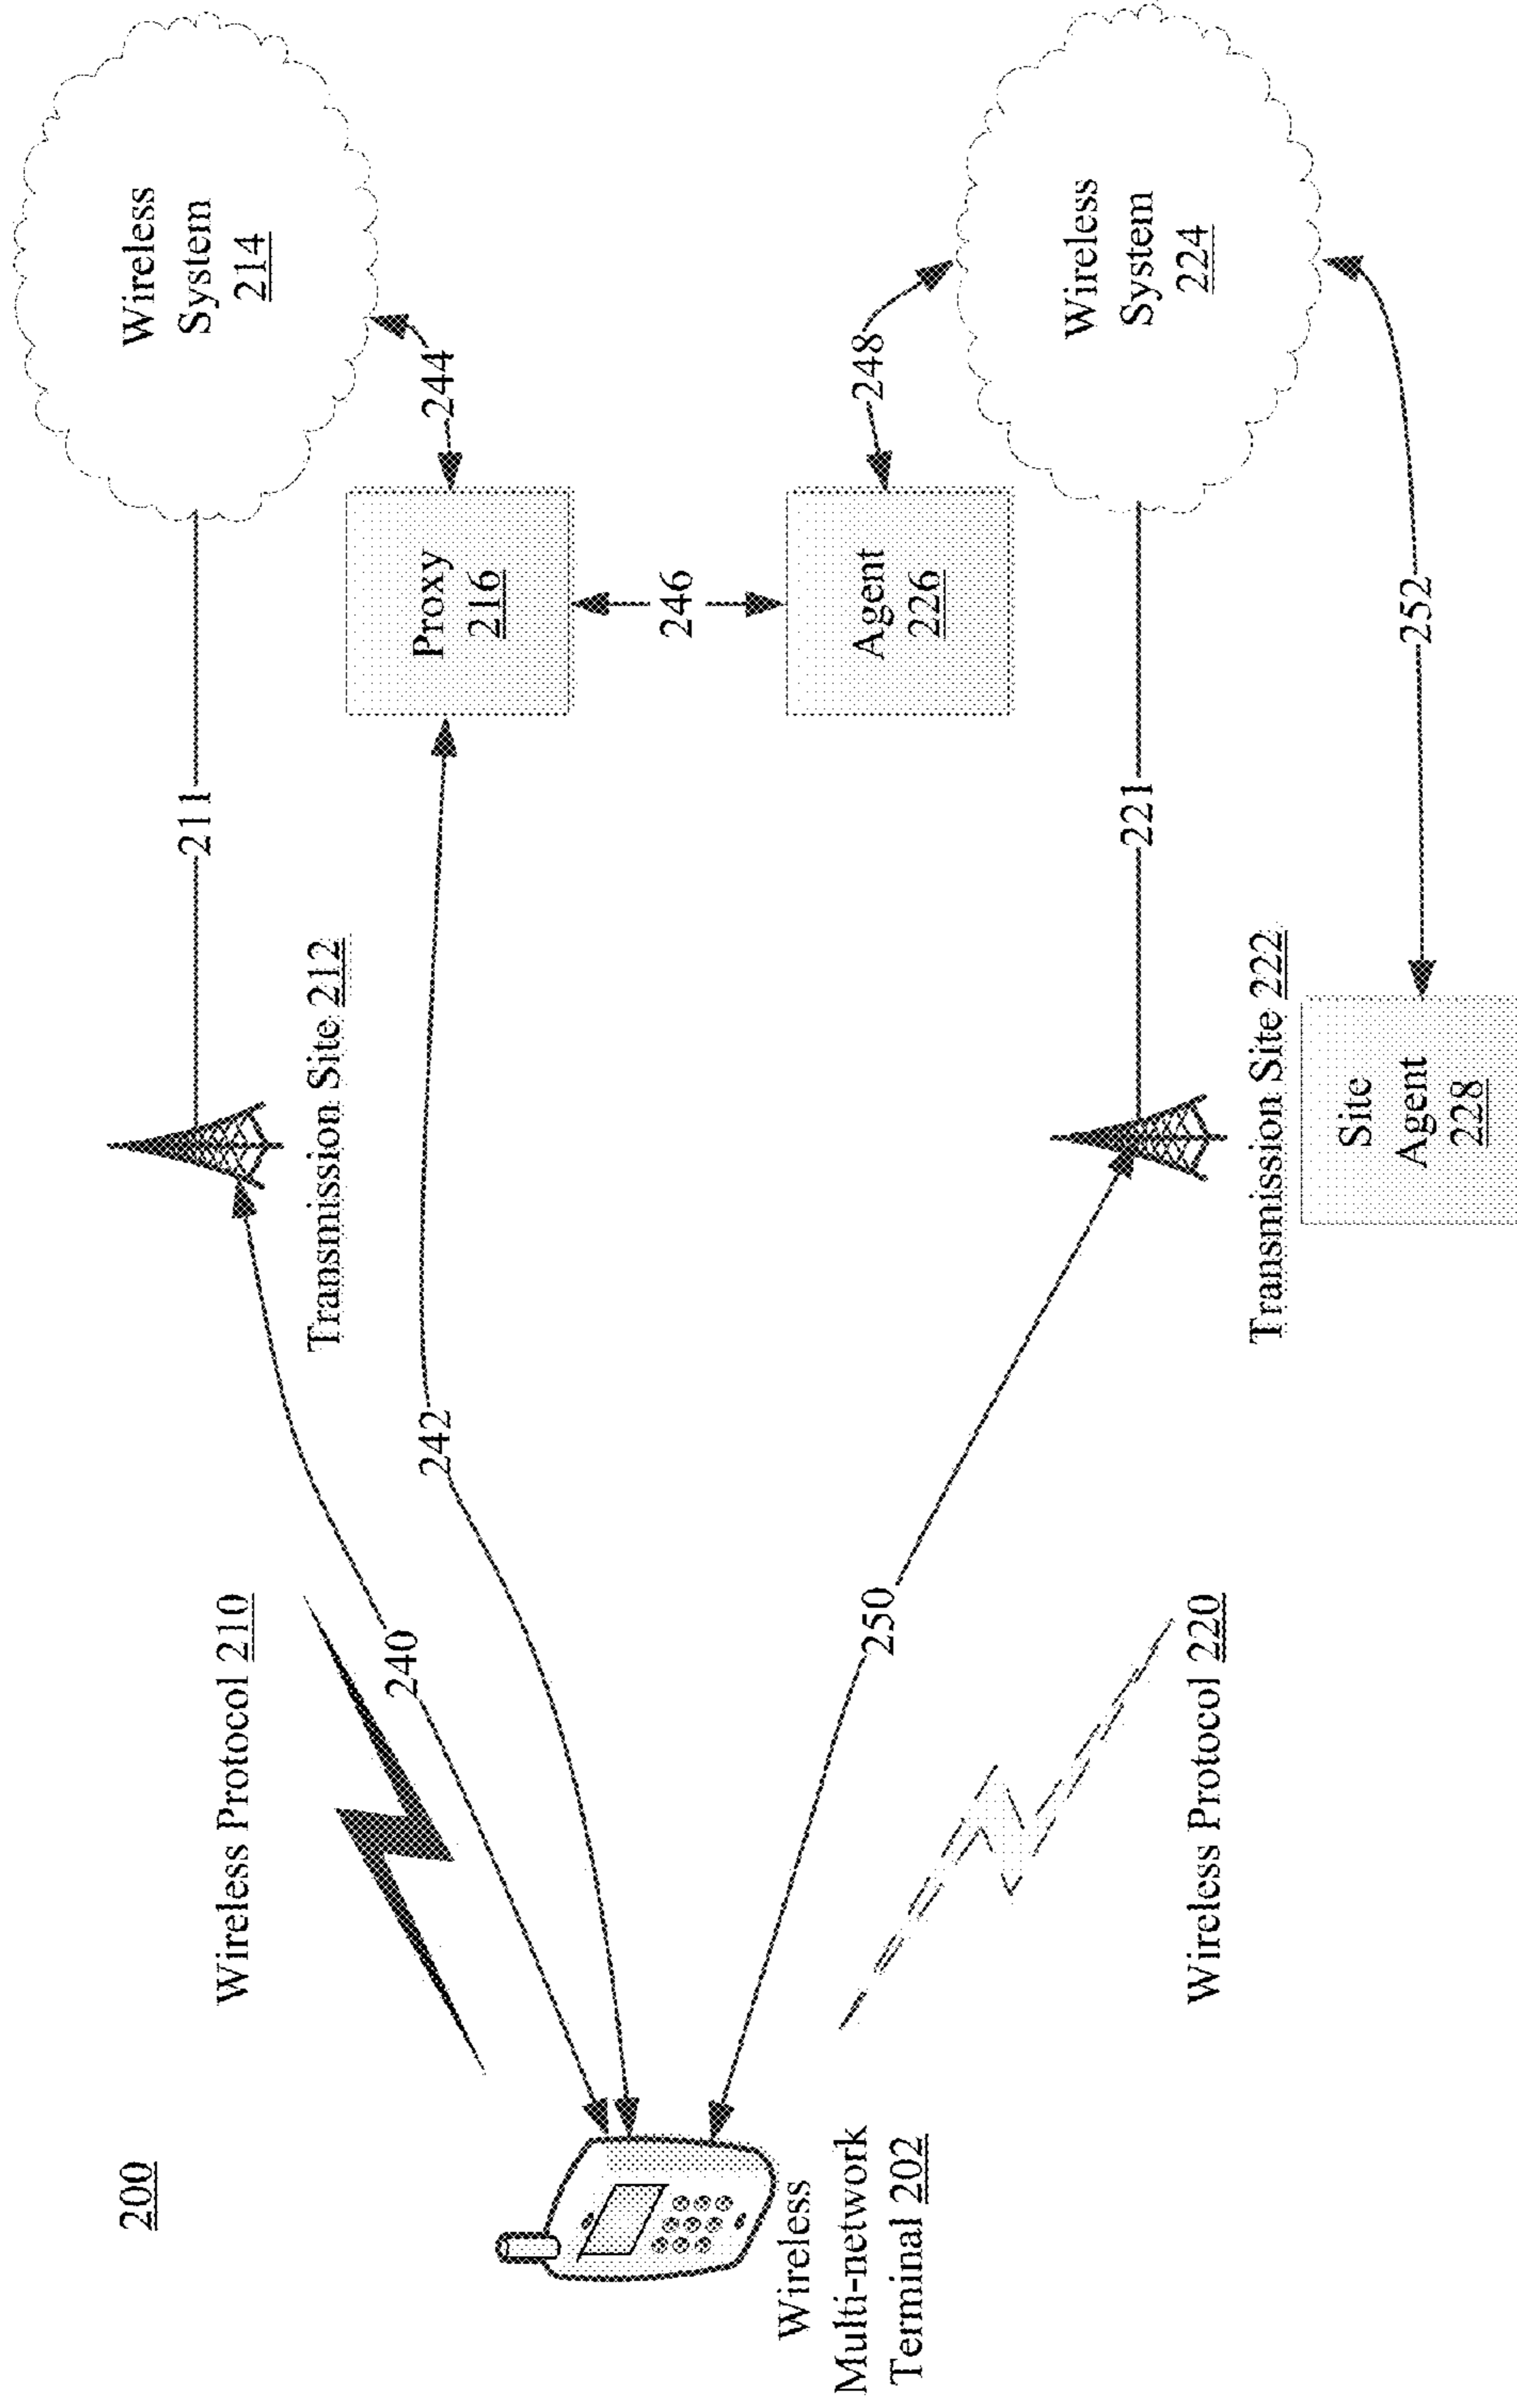 200
Wireless Protocol 210
Transmission Site 212
211
Wireless
System
214
240
242
Proxy
216
244
246
Wireless
Multi-network
Terminal 202
250
Agent
226
248
Wireless Protocol 220
Transmission Site 222
221
Wireless
System
224
Site
Agent
228
252